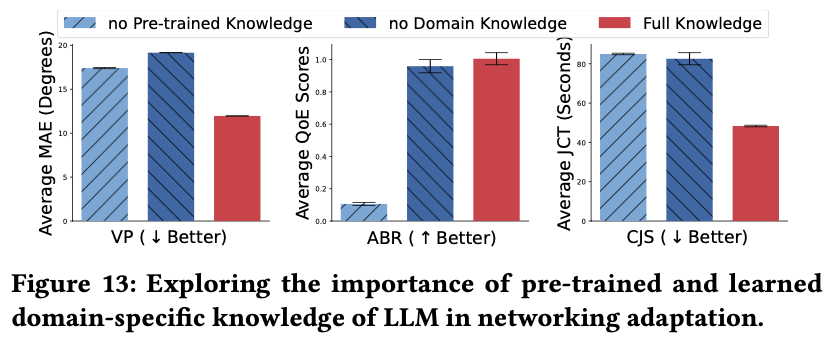 no Pre-trained Knowledge no Domain Knowledge Full Knowledge
Average MAE (Degrees)
20
15
10
5
0
VP (↓Better)
Average QoE Scores
1.0
0.8
0.6
0.4
0.2
0.0
ABR (↑Better)
Average JCT (Seconds)
80
60
40
20
0
CJS (↓Better)
Figure 13: Exploring the importance of pre-trained and learned
domain-specific knowledge of LLM in networking adaptation.